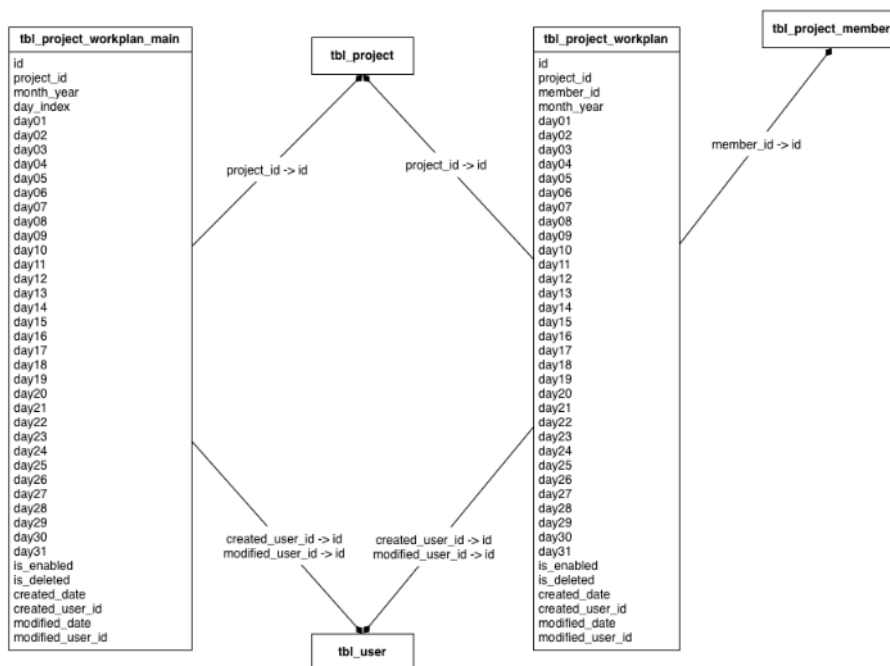 tbl_project_workplan_main
id
project_id
month_year
day_index
day01
day02
day03
day04
day05
day06
day07
day08
day09
day10
day11
day12
day13
day14
day15
day16
day17
day18
day19
day20
day21
day22
day23
day24
day25
day26
day27
day28
day29
day30
day31
is_enabled
is_deleted
created_date
created_user_id
modified_date
modified_user_id
tbl_project
project_id -> id
project_id -> id
created_user_id -> id
modified_user_id -> id
created_user_id -> id
modified_user_id -> id
tbl_user
tbl_project_workplan
id
project_id
member_id
month_year
day01
day02
day03
day04
day05
day06
day07
day08
day09
day10
day11
day12
day13
day14
day15
day16
day17
day18
day19
day20
day21
day22
day23
day24
day25
day26
day27
day28
day29
day30
day31
is_enabled
is_deleted
created_date
created_user_id
modified_date
modified_user_id
tbl_project_member
member_id -> id